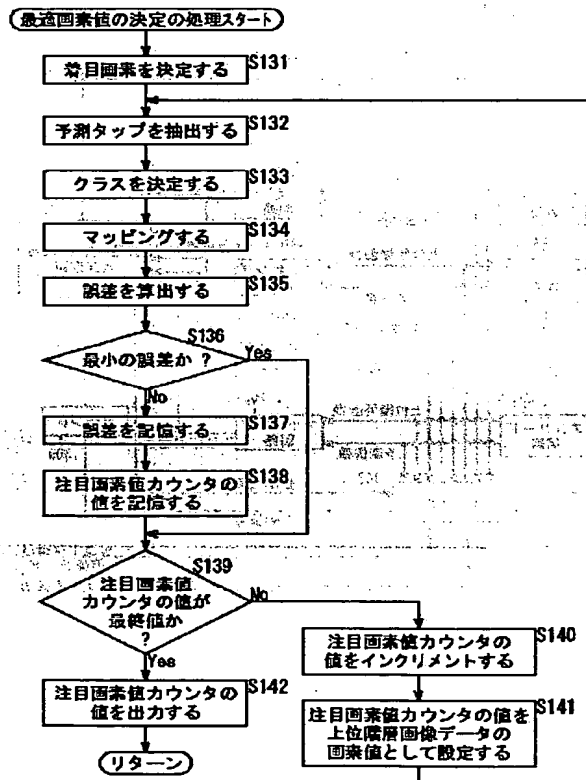 最適画素値の決定の処理スタート
着目画素を決定する
S131
予測タップを抽出する
S132
クラスを決定する
S133
マッピングする
S134
誤差を算出する
S135
S136
最小の誤差か ?
Yes
No
誤差を記憶する
S137
注目画素値カウンタの
値を記憶する
S138
S139
注目画素値
カウンタの値が
最終値か
?
No
Yes
注目画素値カウンタの
値をインクリメントする
S140
注目画素値カウンタの値を
上位階層画像データの
画素値として設定する
S141
注目画素値カウンタの
値を出力する
S142
リターン